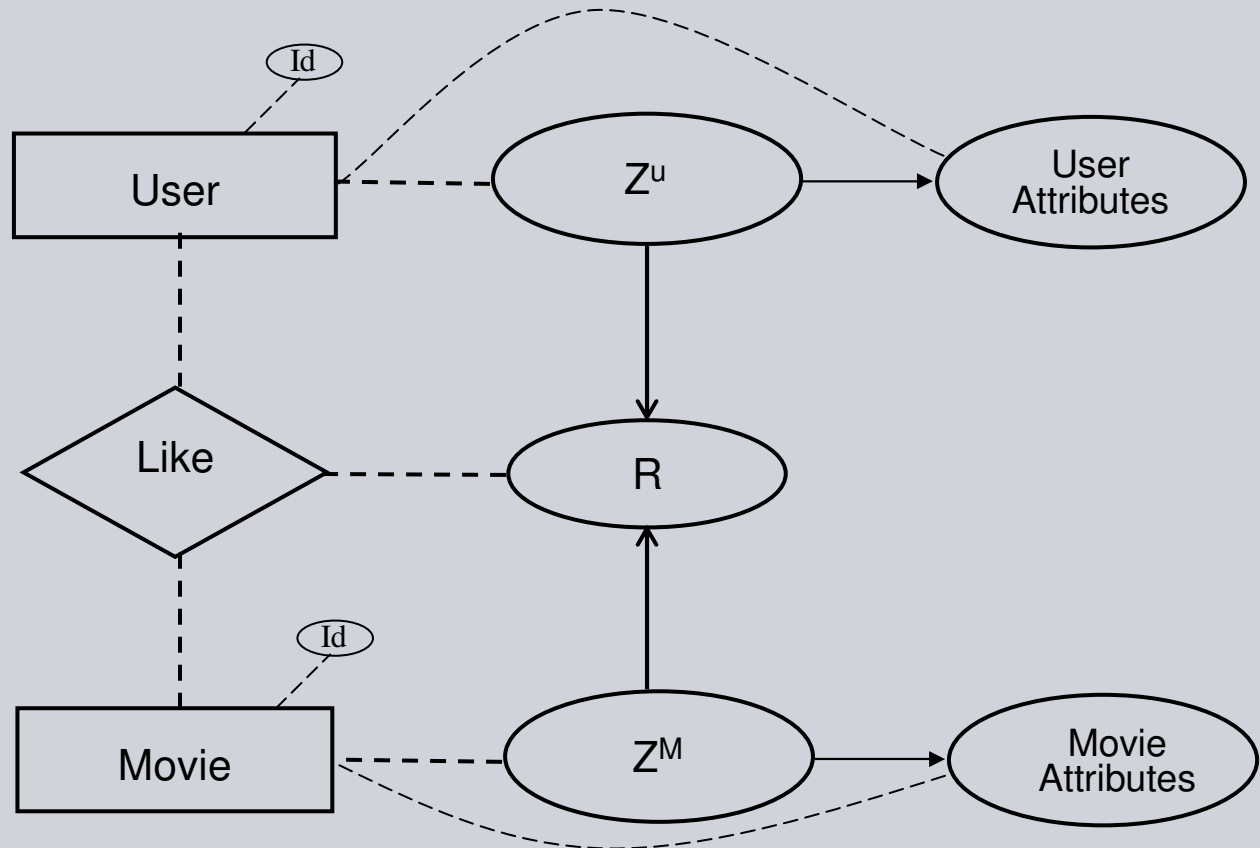 Id
User
Zᵘ
User
Attributes
Like
R
Id
Movie
Zᴹ
Movie
Attributes